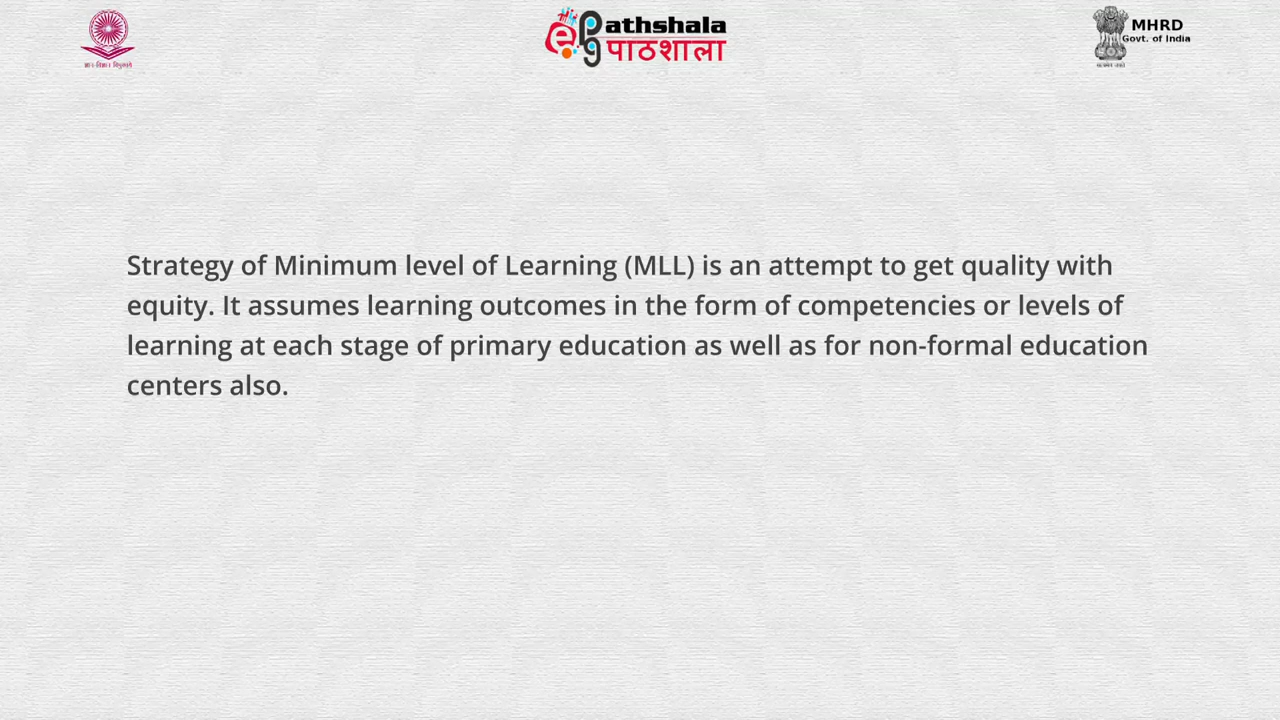 ePathshala
पाठशाला
MHRD
Govt. of India
Strategy of Minimum level of Learning (MLL) is an attempt to get quality with
equity. It assumes learning outcomes in the form of competencies or levels of
learning at each stage of primary education as well as for non-formal education
centers also.